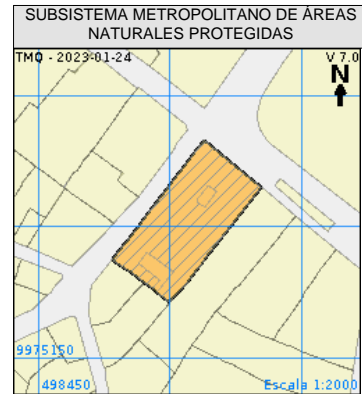 SUBSISTEMA METROPOLITANO DE ÁREAS
NATURALES PROTEGIDAS
TMQ - 2023-01-24
V 7.0
N
9975150
498450
Escala 1:2000